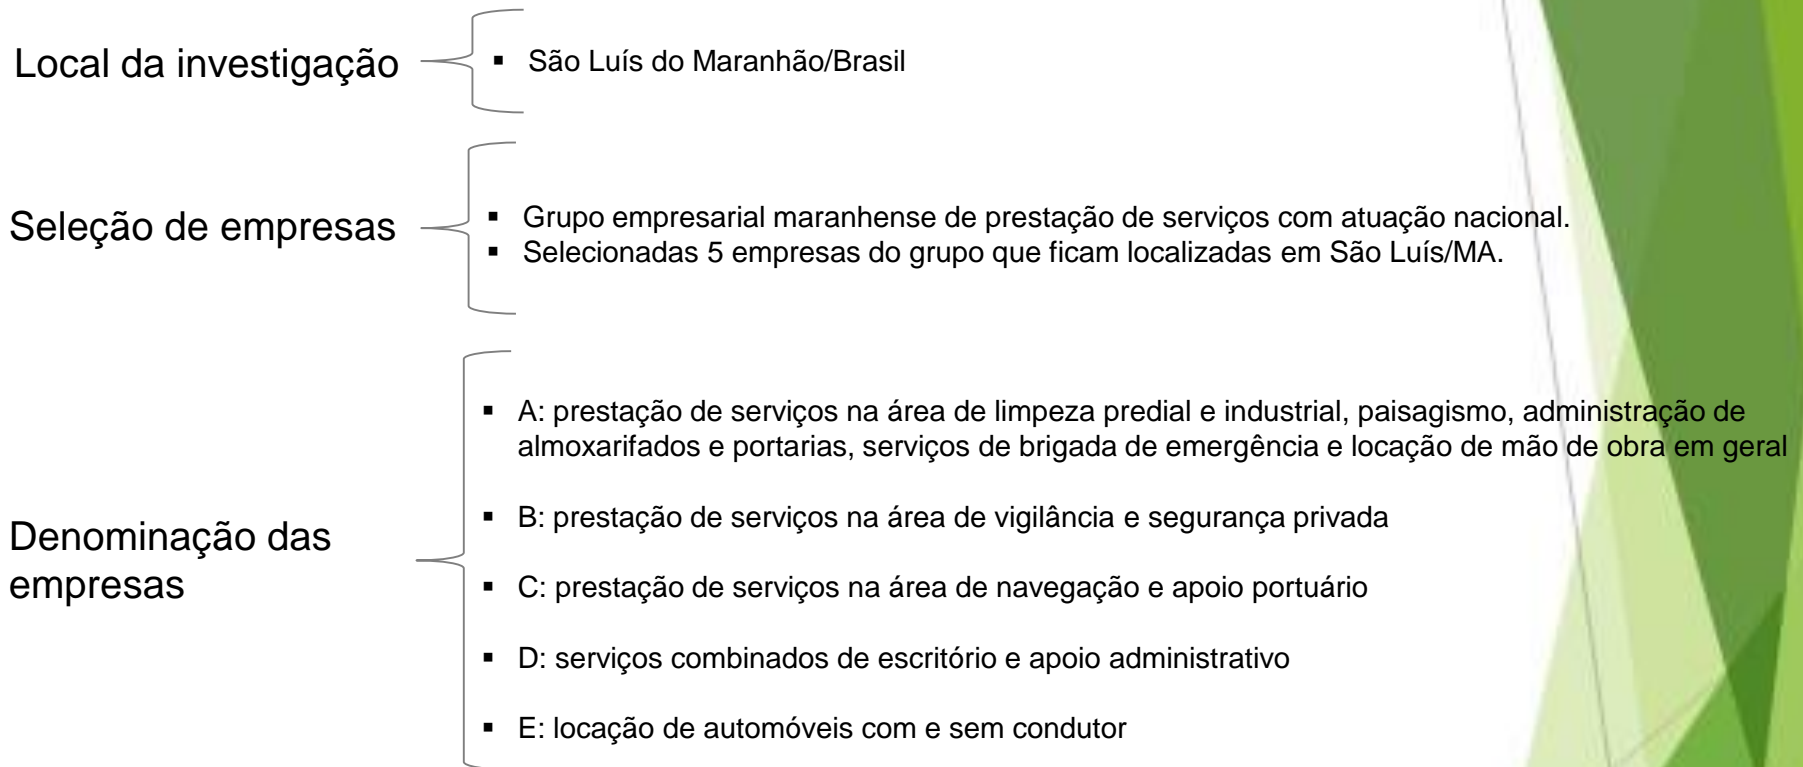 Local da investigação
▪ São Luís do Maranhão/Brasil
Seleção de empresas
▪ Grupo empresarial maranhense de prestação de serviços com atuação nacional.
▪ Selecionadas 5 empresas do grupo que ficam localizadas em São Luís/MA.
Denominação das
empresas
▪ A: prestação de serviços na área de limpeza predial e industrial, paisagismo, administração de
almoxarifados e portarias, serviços de brigada de emergência e locação de mão de obra em geral
▪ B: prestação de serviços na área de vigilância e segurança privada
▪ C: prestação de serviços na área de navegação e apoio portuário
▪ D: serviços combinados de escritório e apoio administrativo
▪ E: locação de automóveis com e sem condutor